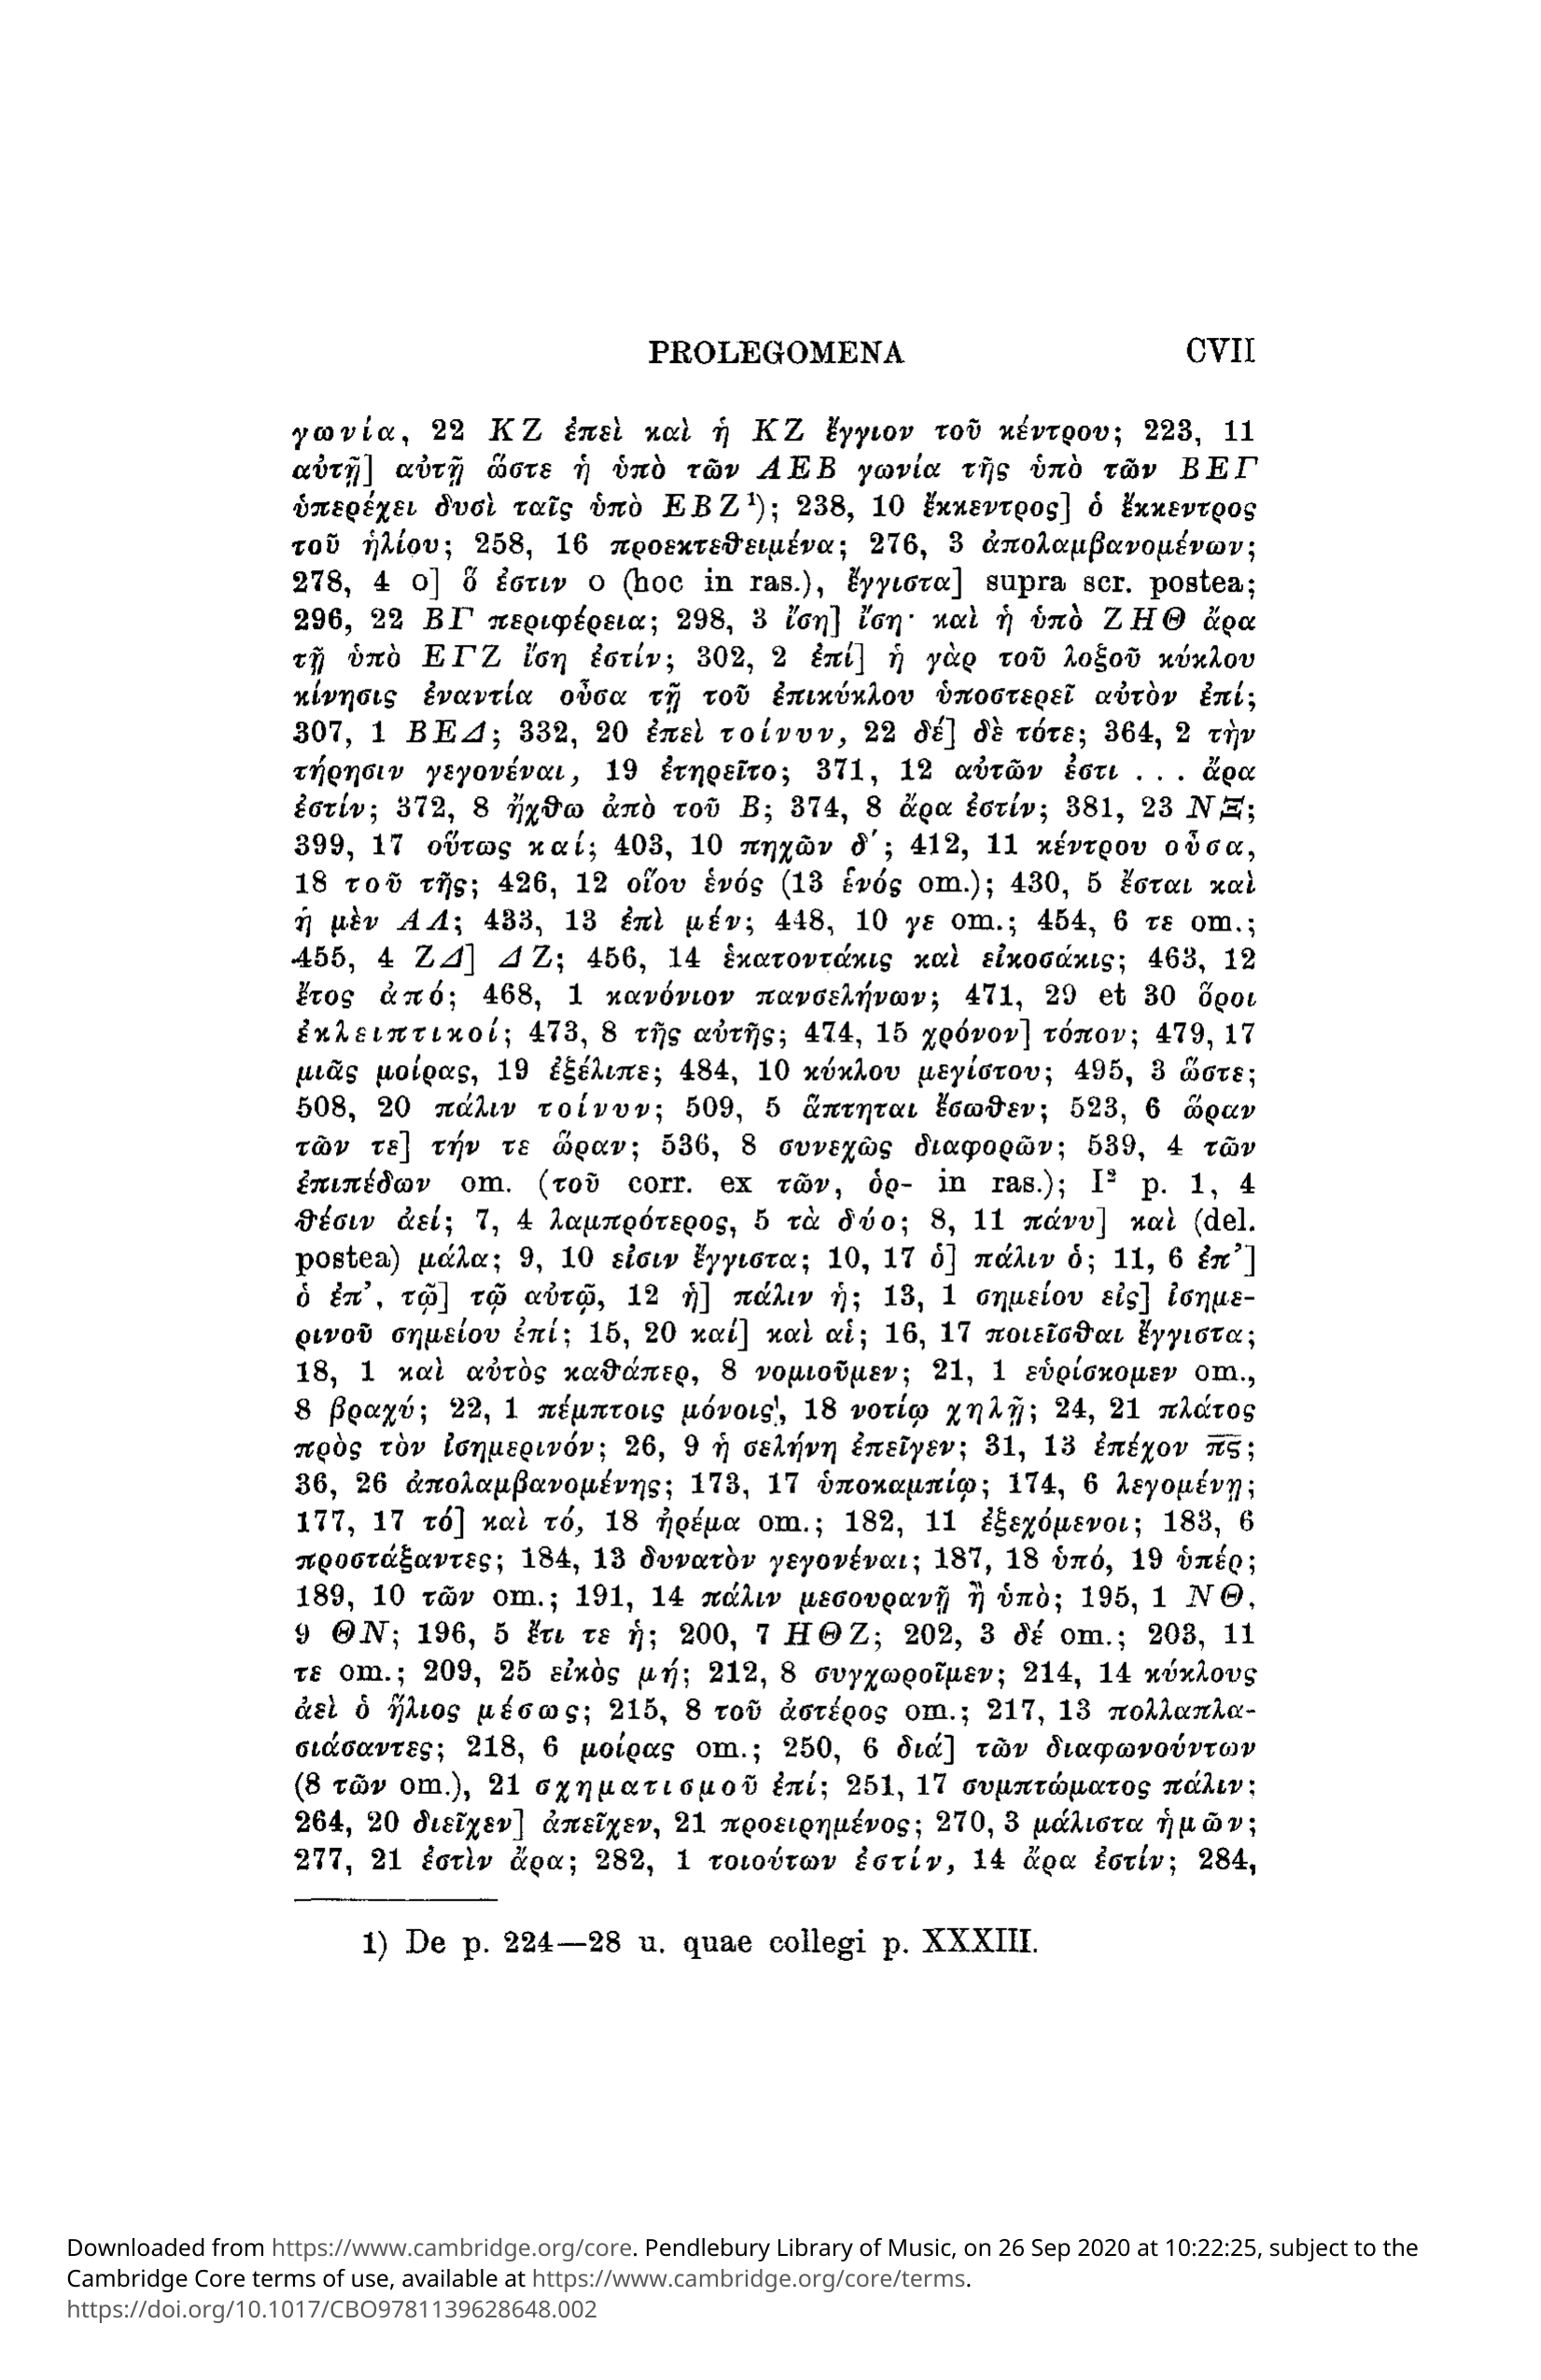 PROLEGOMENA CVII
γωνία, 22 ΚΖ ἐπεὶ καὶ ἡ ΚΖ ἔγγιον τοῦ κέντρου; 223, 11
αὐτῇ] αὐτῇ ὥστε ἡ ὑπὸ τῶν ΑΕΒ γωνία τῆς ὑπὸ τῶν ΒΕΓ
ὑπερέχει δυσὶ ταῖς ὑπὸ ΕΒΖ¹); 238, 10 ἔκκεντρος] ὁ ἔκκεντρος
τοῦ ἡλίου; 258, 16 προεκτεθειμένα; 276, 3 ἀπολαμβανομένων;
278, 4 ο] ὅ ἐστιν ο (hoc in ras.), ἔγγιστα] supra scr. postea;
296, 22 ΒΓ περιφέρεια; 298, 3 ἴση] ἴση· καὶ ἡ ὑπὸ ΖΗΘ ἄρα
τῇ ὑπὸ ΕΓΖ ἴση ἐστίν; 302, 2 ἐπί] ἡ γὰρ τοῦ λοξοῦ κύκλου
κίνησις ἐναντία οὖσα τῇ τοῦ ἐπικύκλου ὑποστερεῖ αὐτὸν ἐπί;
307, 1 ΒΕΔ; 332, 20 ἐπεὶ τοίνυν, 22 δέ] δὲ τότε; 364, 2 τὴν
τήρησιν γεγονέναι, 19 ἐτηρεῖτο; 371, 12 αὐτῶν ἐστι . . . ἄρα
ἐστίν; 372, 8 ἤχθω ἀπὸ τοῦ Β; 374, 8 ἄρα ἐστίν; 381, 23 ΝΞ;
399, 17 οὕτως καί; 403, 10 πηχῶν δ´; 412, 11 κέντρου οὖσα,
18 τοῦ τῆς; 426, 12 οἵου ἑνός (13 ἑνός om.); 430, 5 ἔσται καὶ
ἡ μὲν ΑΛ; 433, 13 ἐπὶ μέν; 448, 10 γε om.; 454, 6 τε om.;
455, 4 ΖΔ] ΔΖ; 456, 14 ἑκατοντάκις καὶ εἰκοσάκις; 463, 12
ἔτος ἀπό; 468, 1 κανόνιον πανσελήνων; 471, 29 et 30 ὅροι
ἐκλειπτικοί; 473, 8 τῆς αὐτῆς; 474, 15 χρόνον] τόπον; 479, 17
μιᾶς μοίρας, 19 ἐξέλιπε; 484, 10 κύκλου μεγίστου; 495, 3 ὥστε;
508, 20 πάλιν τοίνυν; 509, 5 ἅπτηται ἔσωθεν; 523, 6 ὥραν
τῶν τε] τήν τε ὥραν; 536, 8 συνεχῶς διαφορῶν; 539, 4 τῶν
ἐπιπέδων om. (τοῦ corr. ex τῶν, ὁρ- in ras.); I² p. 1, 4
θέσιν ἀεί; 7, 4 λαμπρότερος, 5 τὰ δύο; 8, 11 πάνυ] καὶ (del.
postea) μάλα; 9, 10 εἰσιν ἔγγιστα; 10, 17 ὁ] πάλιν ὁ; 11, 6 ἐπ’]
ὁ ἐπ’, τῷ] τῷ αὐτῷ, 12 ἡ] πάλιν ἡ; 13, 1 σημείου εἰς] ἰσημε-
ρινοῦ σημείου ἐπί; 15, 20 καί] καὶ αἱ; 16, 17 ποιεῖσθαι ἔγγιστα;
18, 1 καὶ αὐτὸς καθάπερ, 8 νομιοῦμεν; 21, 1 εὑρίσκομεν om.,
8 βραχύ; 22, 1 πέμπτοις μόνοις, 18 νοτίῳ χηλῇ; 24, 21 πλάτος
πρὸς τὸν ἰσημερινόν; 26, 9 ἡ σελήνη ἐπεῖγεν; 31, 13 ἐπέχον π̅ς̅;
36, 26 ἀπολαμβανομένης; 173, 17 ὑποκαμπίῳ; 174, 6 λεγομένῃ;
177, 17 τό] καὶ τό, 18 ἠρέμα om.; 182, 11 ἐξεχόμενοι; 183, 6
προστάξαντες; 184, 13 δυνατὸν γεγονέναι; 187, 18 ὑπό, 19 ὑπέρ;
189, 10 τῶν om.; 191, 14 πάλιν μεσουρανῇ ἢ ὑπὸ; 195, 1 ΝΘ,
9 ΘΝ; 196, 5 ἔτι τε ἡ; 200, 7 ΗΘΖ; 202, 3 δέ om.; 203, 11
τε om.; 209, 25 εἰκὸς μή; 212, 8 συγχωροῖμεν; 214, 14 κύκλους
ἀεὶ ὁ ἥλιος μέσως; 215, 8 τοῦ ἀστέρος om.; 217, 13 πολλαπλα-
σιάσαντες; 218, 6 μοίρας om.; 250, 6 διά] τῶν διαφωνούντων
(8 τῶν om.), 21 σχηματισμοῦ ἐπί; 251, 17 συμπτώματος πάλιν;
264, 20 διεῖχεν] ἀπεῖχεν, 21 προειρημένος; 270, 3 μάλιστα ἡμῶν;
277, 21 ἐστὶν ἄρα; 282, 1 τοιούτων ἐστίν, 14 ἄρα ἐστίν; 284,
1) De p. 224—28 u. quae collegi p. XXXIII.
Downloaded from https://www.cambridge.org/core. Pendlebury Library of Music, on 26 Sep 2020 at 10:22:25, subject to the
Cambridge Core terms of use, available at https://www.cambridge.org/core/terms.
https://doi.org/10.1017/CBO9781139628648.002